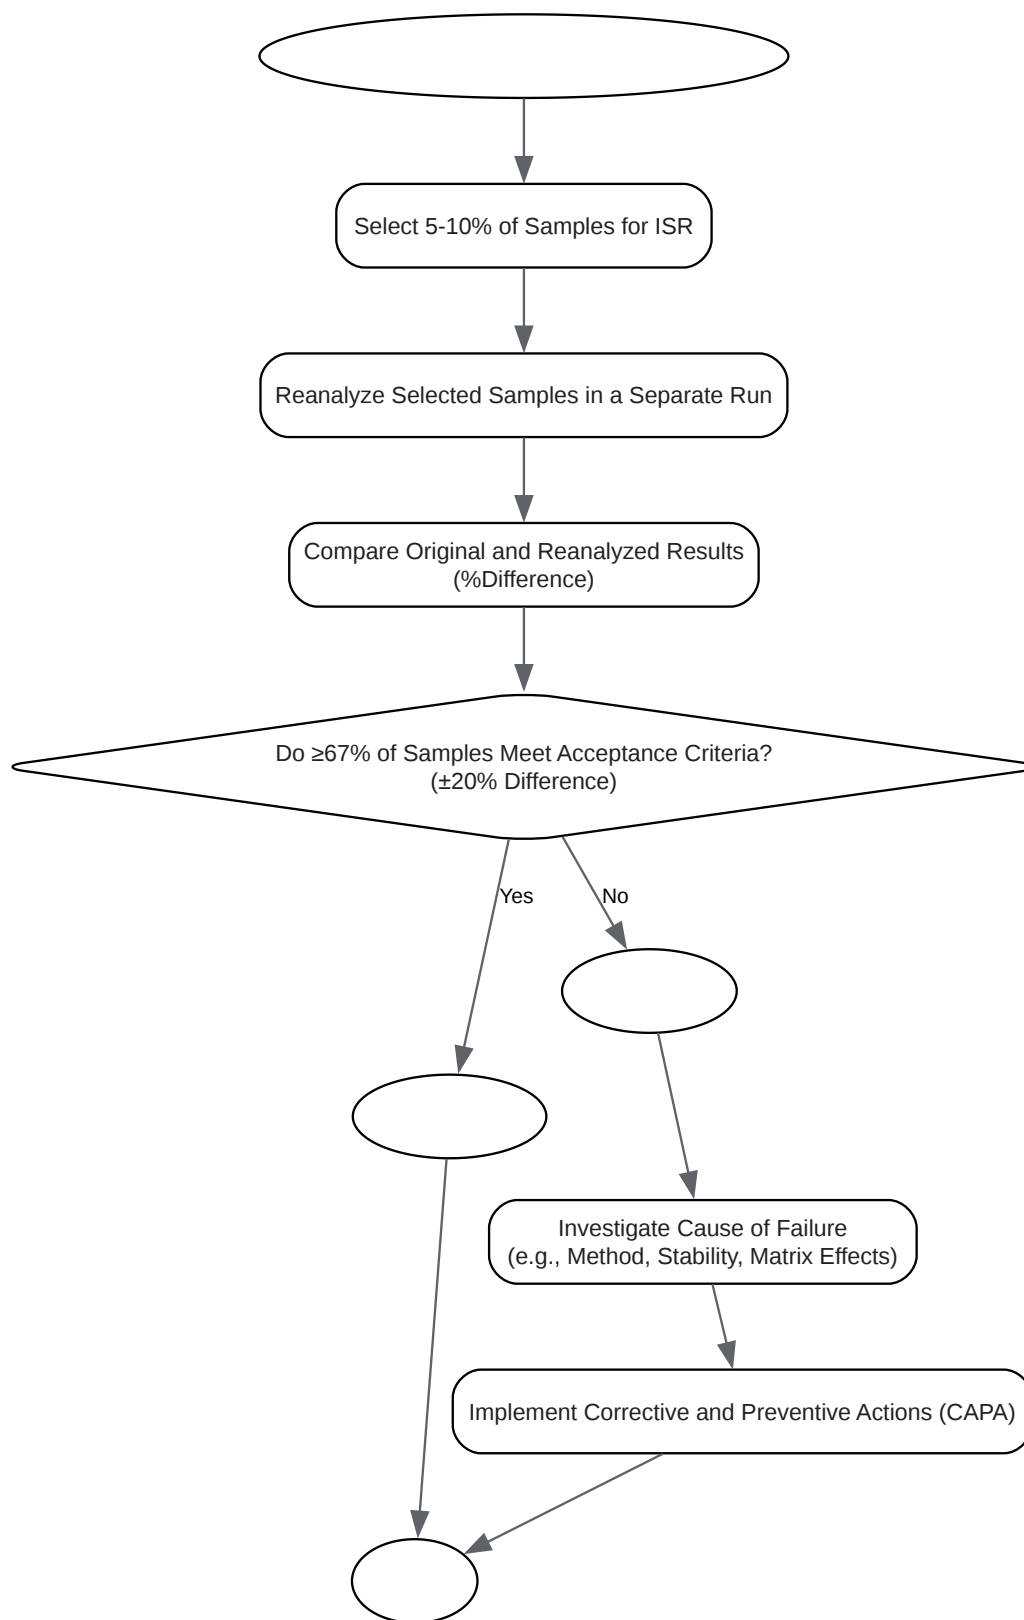 Select 5-10% of Samples for ISR
Reanalyze Selected Samples in a Separate Run
Compare Original and Reanalyzed Results
(%Difference)
Do ≥67% of Samples Meet Acceptance Criteria?
(±20% Difference)
Yes
No
Investigate Cause of Failure
(e.g., Method, Stability, Matrix Effects)
Implement Corrective and Preventive Actions (CAPA)